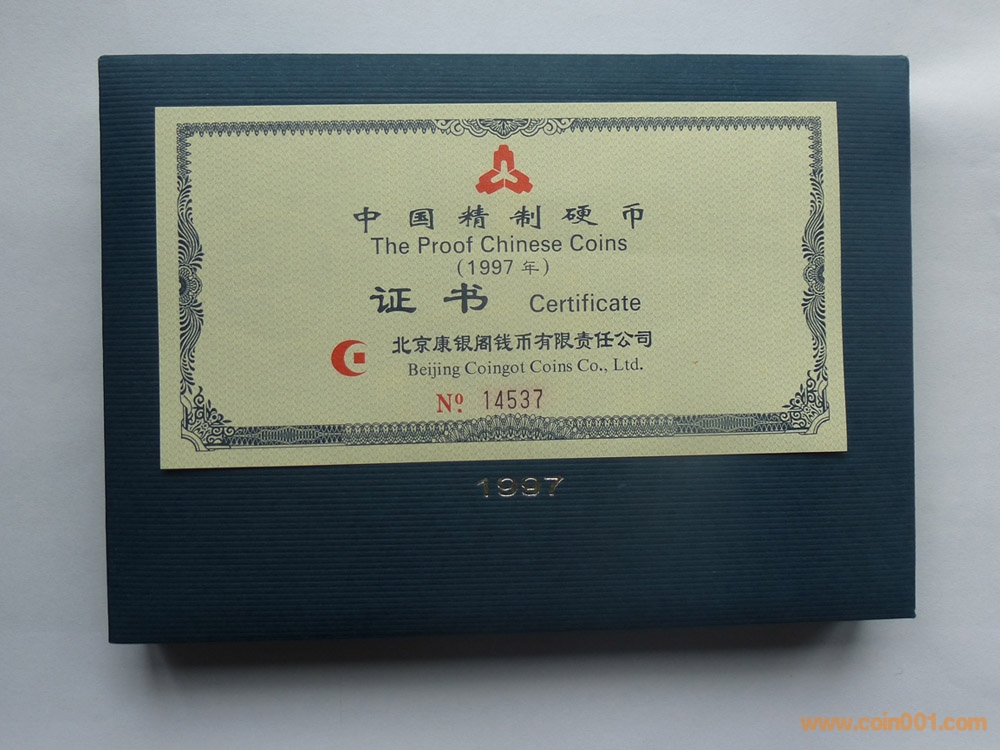 中国精制硬币
The Proof Chinese Coins
(1997年)
证书 Certificate
北京康银阁钱币有限责任公司
Beijing Coingot Coins Co., Ltd.
Nº. 14537
1997
www.coin001.com